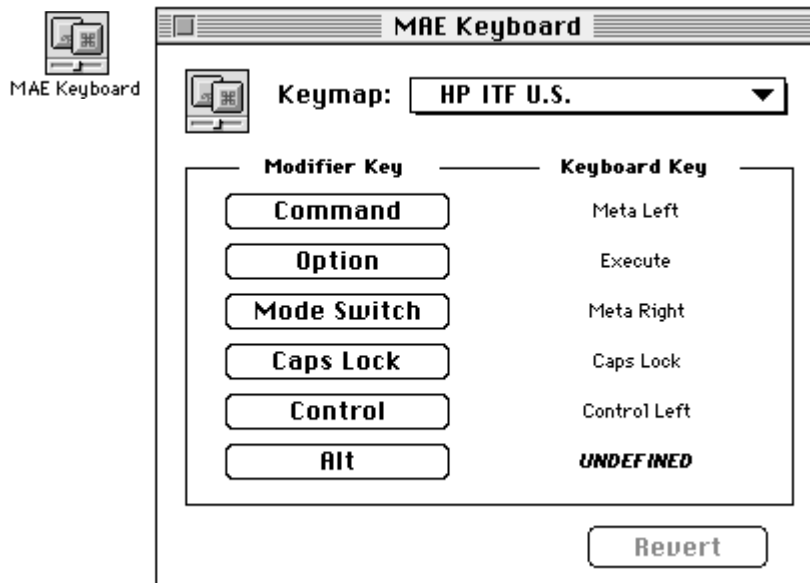 MAE Keyboard
MAE Keyboard
Keymap: HP ITF U.S.
Modifier Key Keyboard Key
Command Meta Left
Option Execute
Mode Switch Meta Right
Caps Lock Caps Lock
Control Control Left
Alt UNDEFINED
Revert